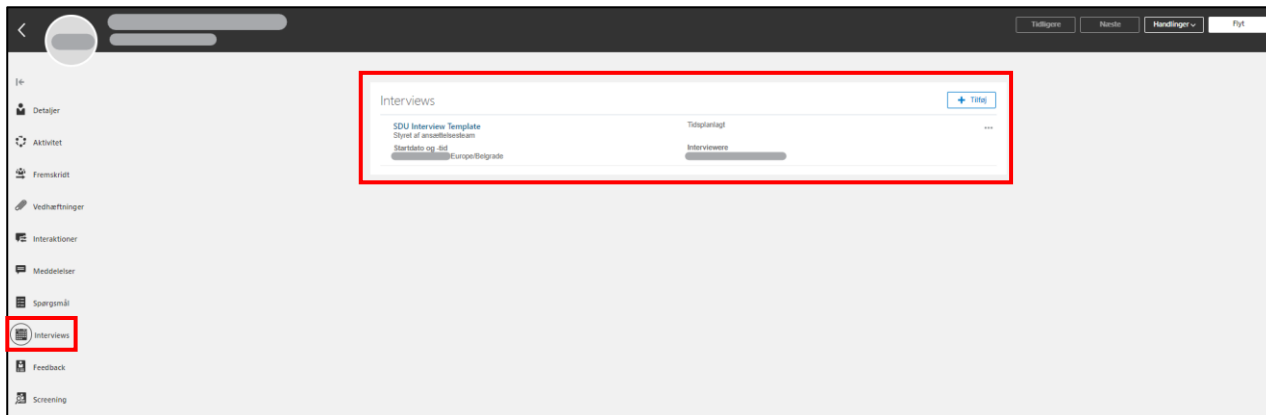 Tidligere
Næste
Handlinger
Flyt
Detaljer
Aktivitet
Fremskridt
Vedhæftninger
Interaktioner
Meddelelser
Spørgsmål
Interviews
Feedback
Screening
Interviews
+ Tilføj
SDU Interview Template
Tidsplanlagt
...
Styret af ansættelsesteam
Startdato og -tid
Interviewere
Europe/Belgrade